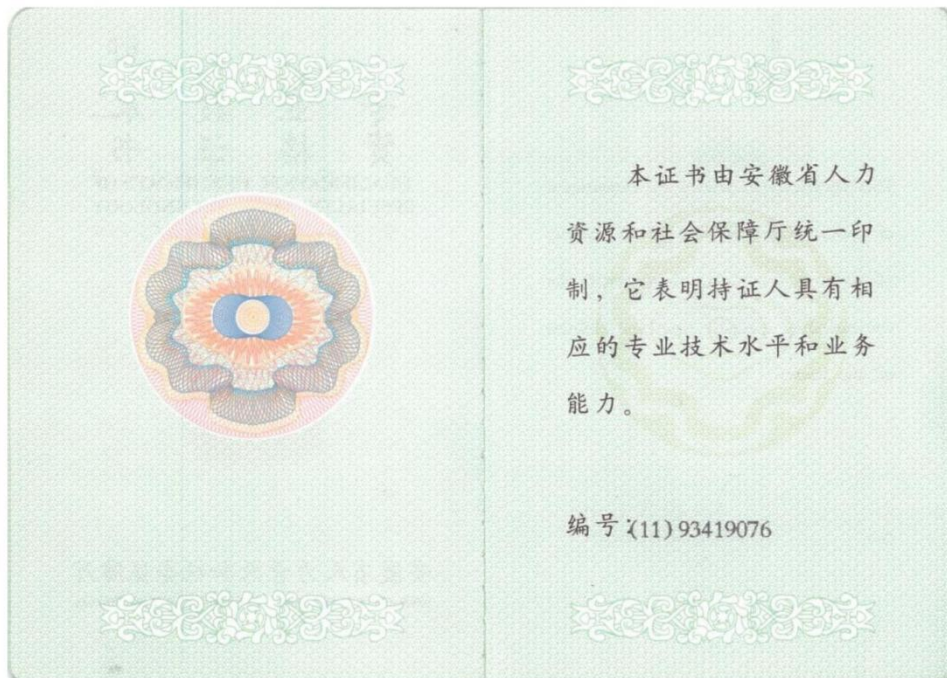 本证书由安徽省人力
资源和社会保障厅统一印
制，它表明持证人具有相
应的专业技术水平和业务
能力。
编号：(11)93419076